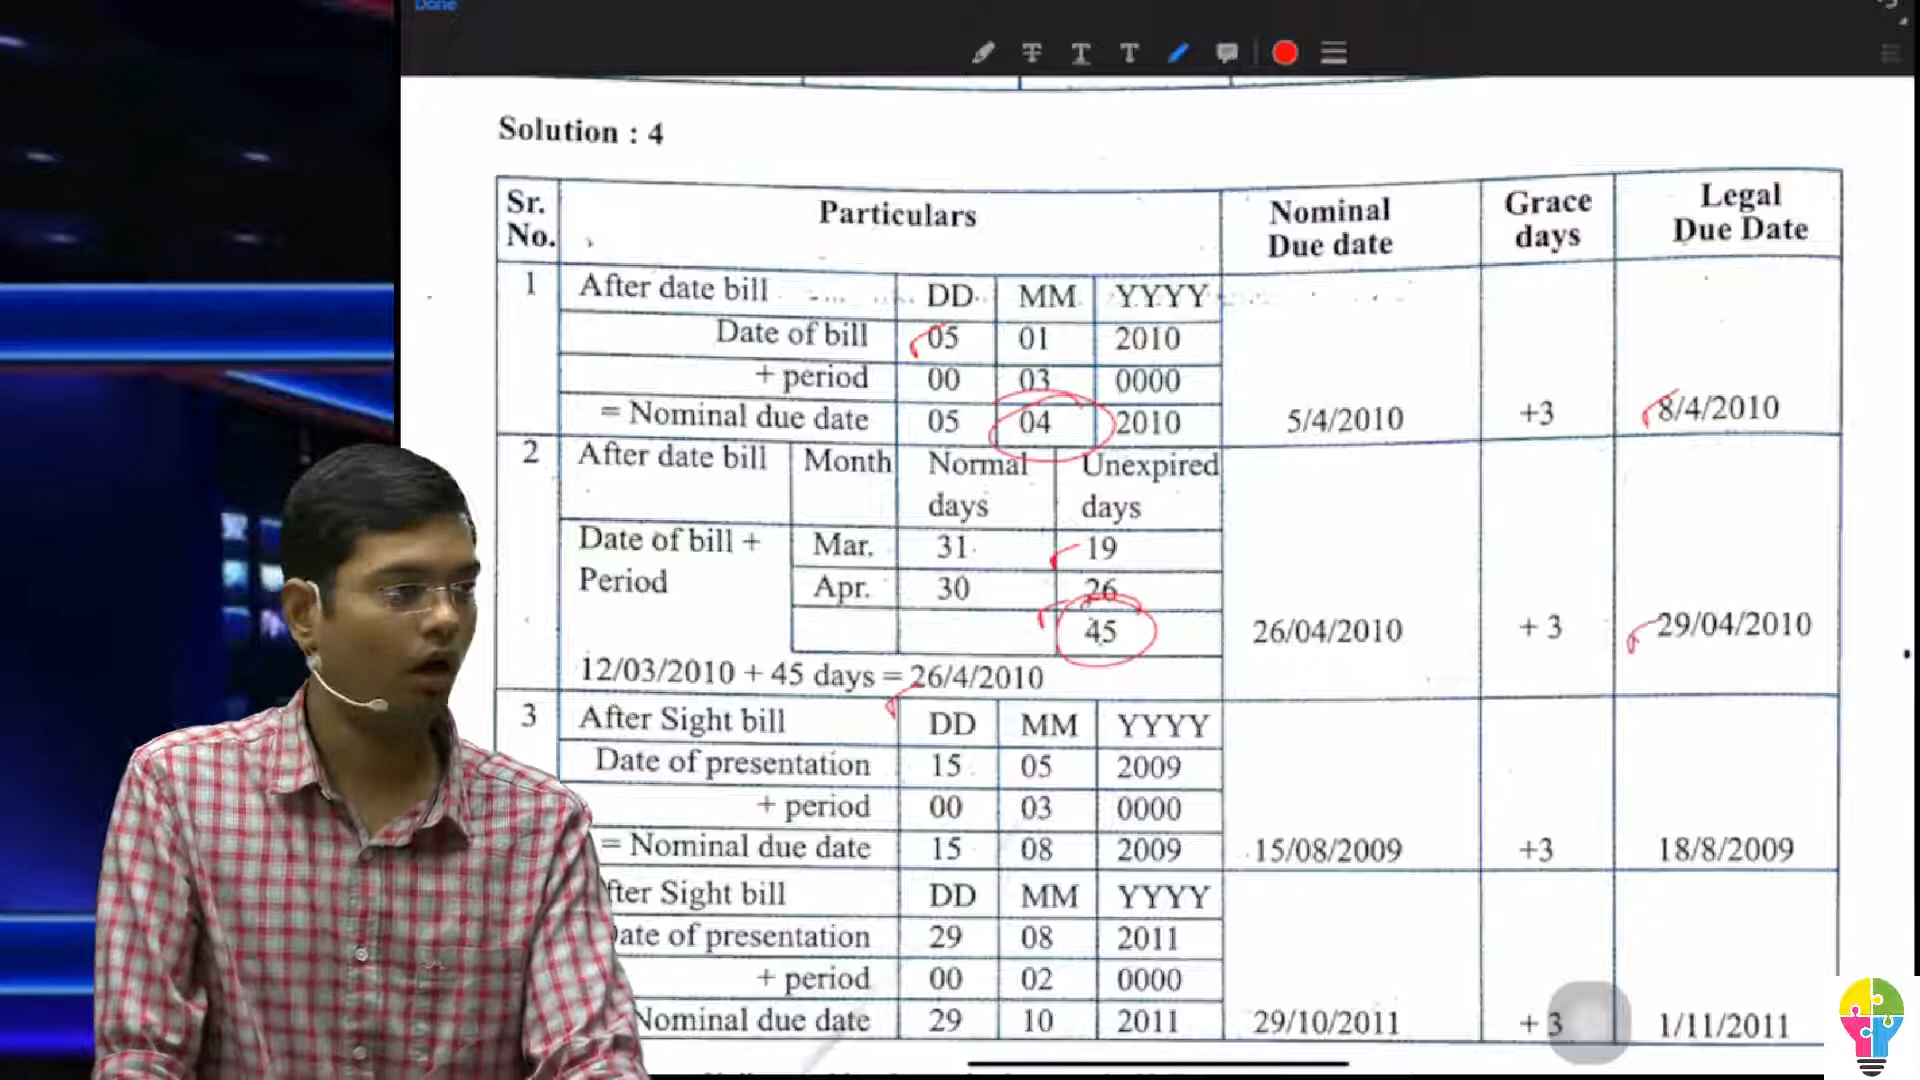 Done
Solution : 4
Sr. No. Particulars Nominal Due date Grace days Legal Due Date
1 After date bill DD MM YYYY
Date of bill 05 01 2010
+ period 00 03 0000
= Nominal due date 05 04 2010 5/4/2010 +3 8/4/2010
2 After date bill Month Normal days Unexpired days
Date of bill + Period Mar. 31 19
Apr. 30 26
45 26/04/2010 + 3 29/04/2010
12/03/2010 + 45 days = 26/4/2010
3 After Sight bill DD MM YYYY
Date of presentation 15 05 2009
+ period 00 03 0000
= Nominal due date 15 08 2009 15/08/2009 +3 18/8/2009
fter Sight bill DD MM YYYY
ate of presentation 29 08 2011
+ period 00 02 0000
Nominal due date 29 10 2011 29/10/2011 + 3 1/11/2011